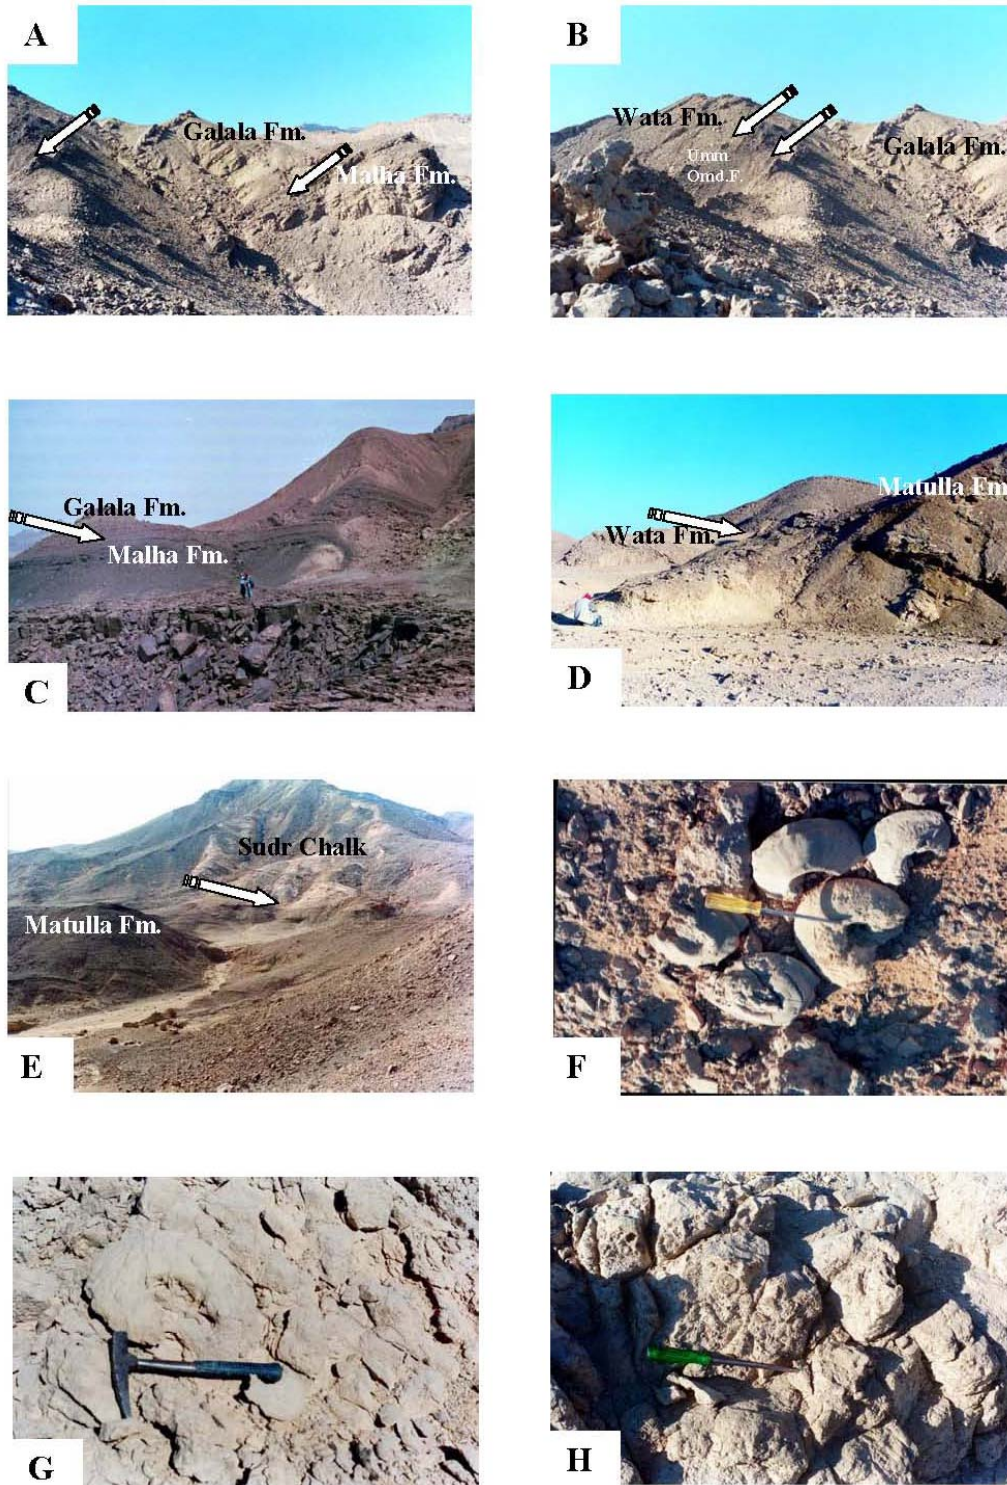 A
Galala Fm.
Malha Fm.
B
Wata Fm.
Umm
Omd.F.
Galala Fm.
C
Galala Fm.
Malha Fm.
D
Matulla Fm
Wata Fm.
E
Sudr Chalk
Matulla Fm.
F
G
H